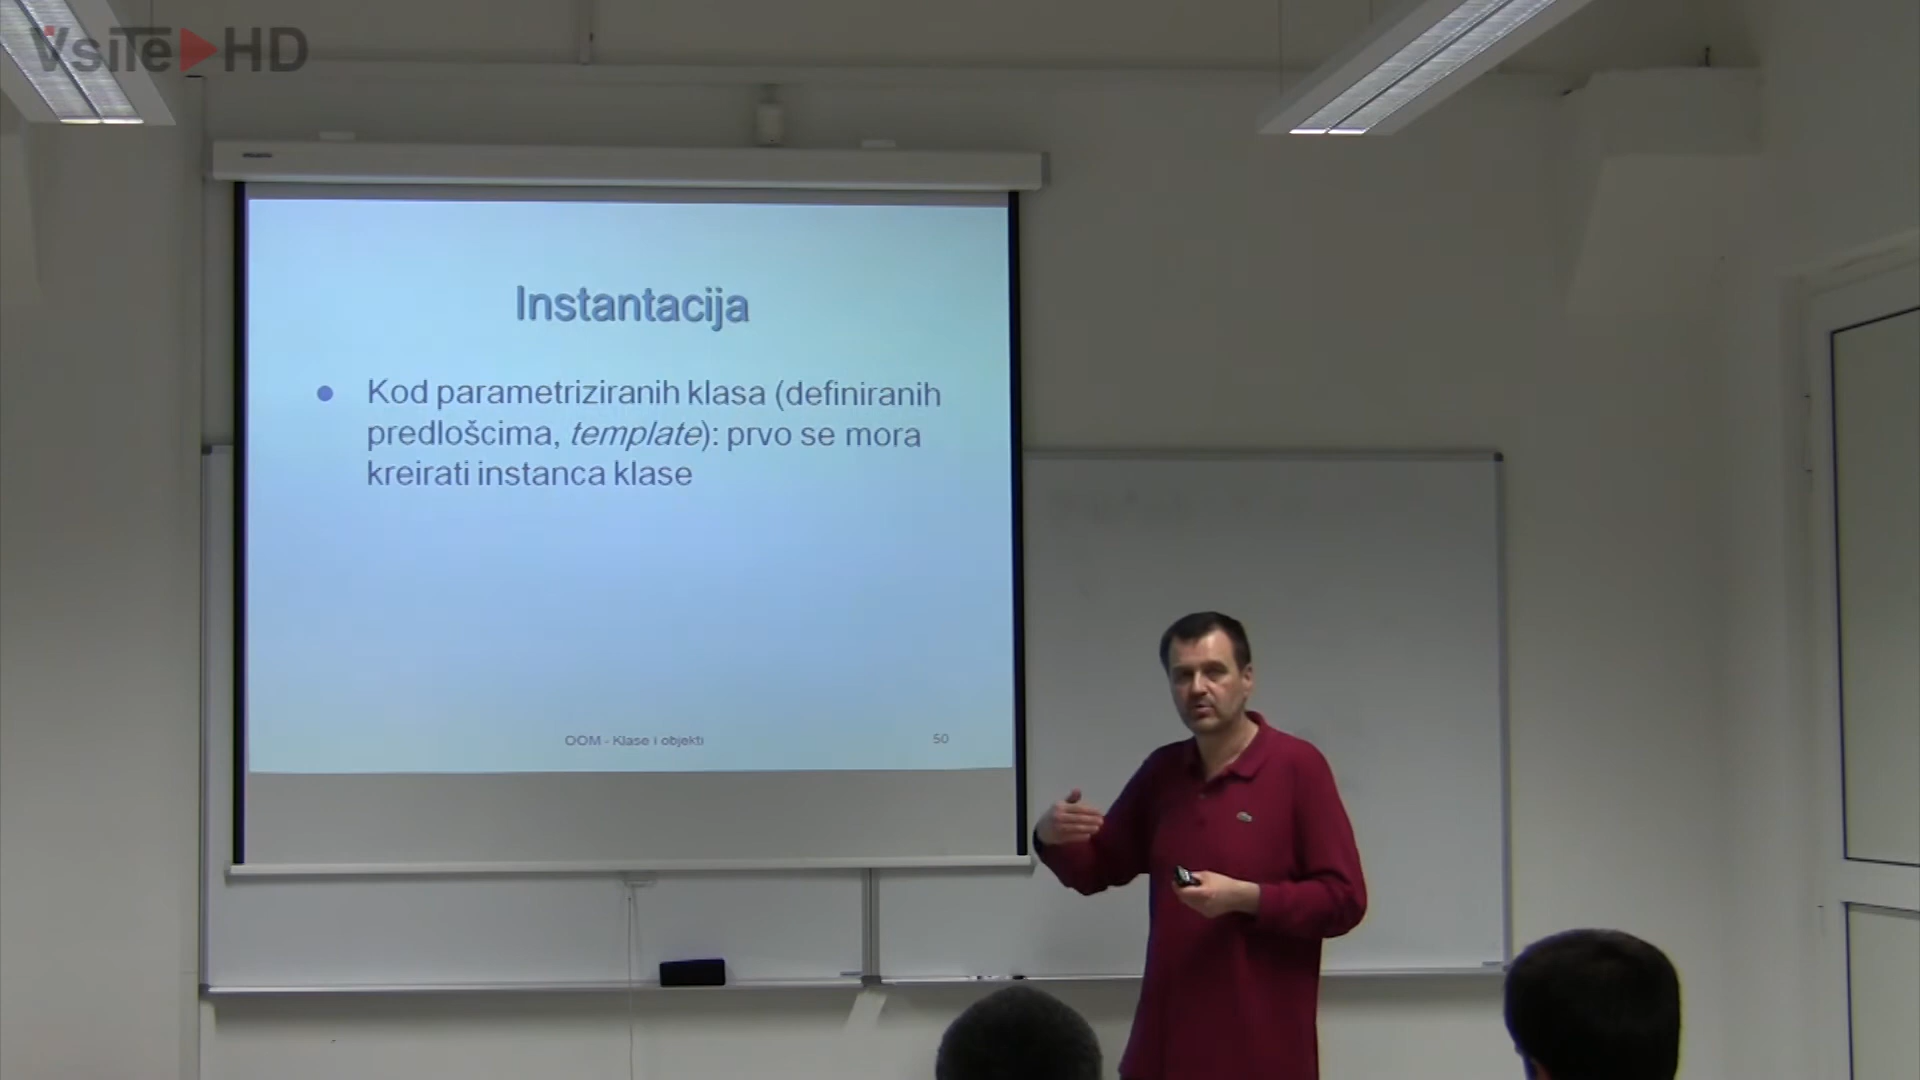 VsiTe HD
Instantacija
Kod parametriziranih klasa (definiranih
predlošcima, template): prvo se mora
kreirati instanca klase
OOM - Klase i objekti
50